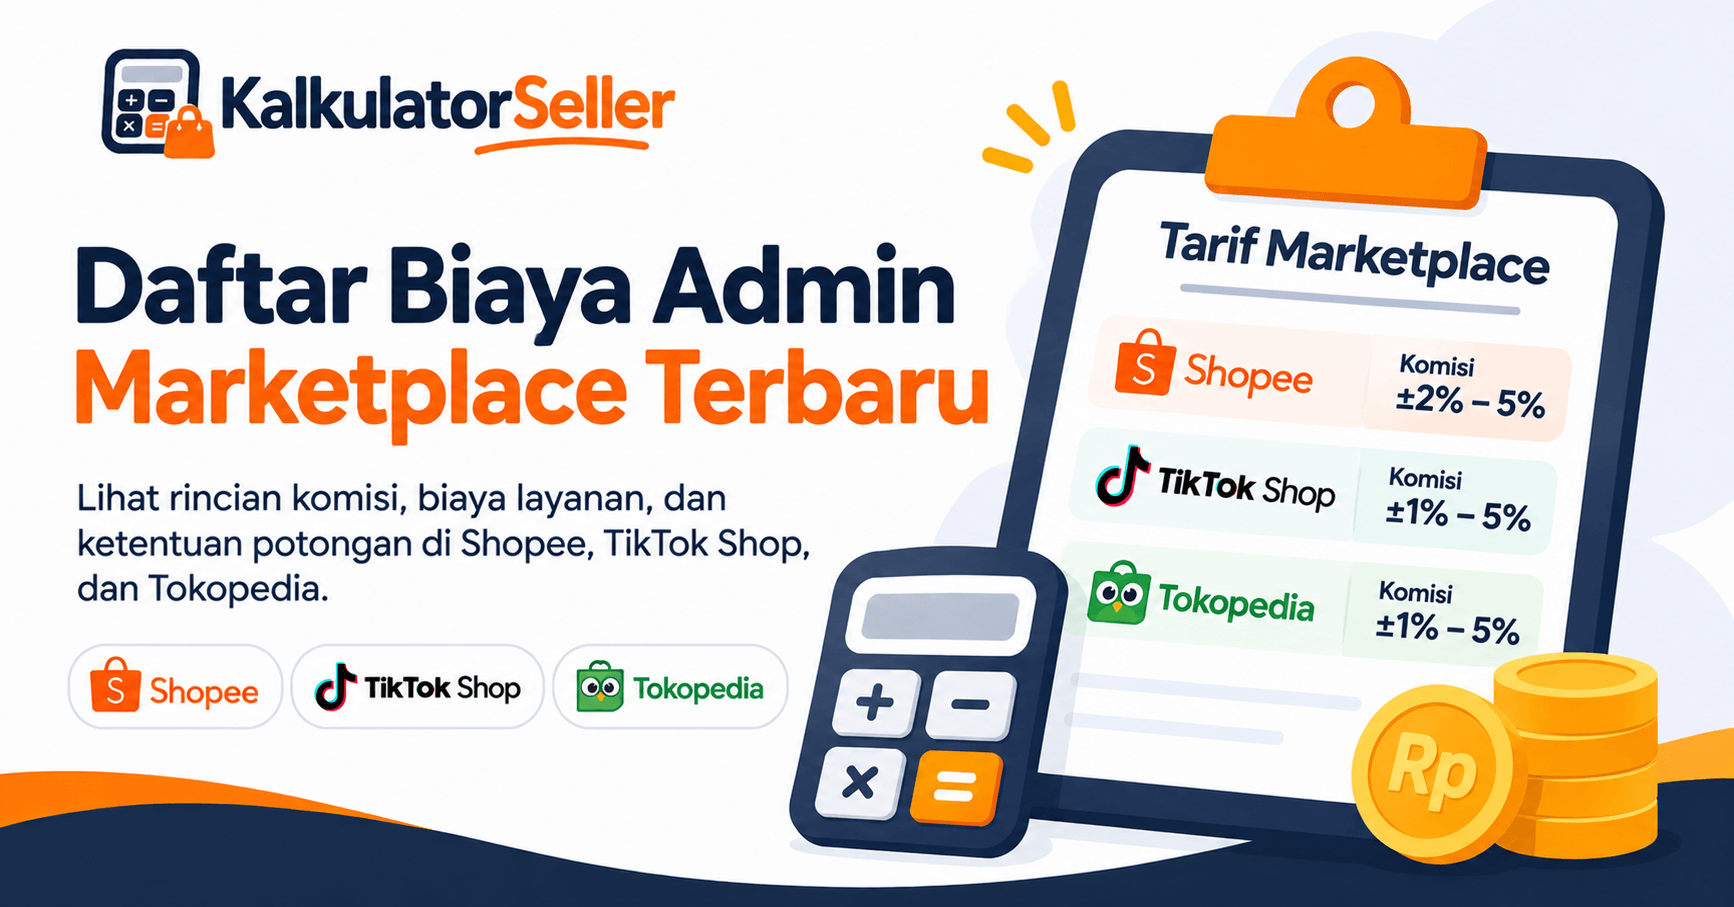 KalkulatorSeller
Daftar Biaya Admin
Marketplace Terbaru
Lihat rincian komisi, biaya layanan, dan
ketentuan potongan di Shopee, TikTok Shop,
dan Tokopedia.
S Shopee
TikTok Shop
Tokopedia
Tarif Marketplace
S Shopee
Komisi
±2% – 5%
TikTok Shop
Komisi
±1% – 5%
Tokopedia
Komisi
±1% – 5%
Rp